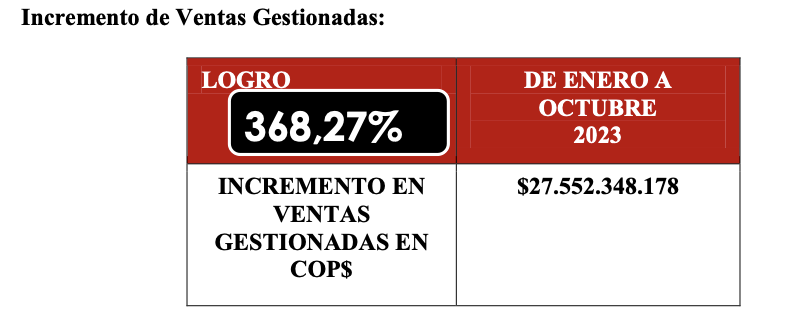 Incremento de Ventas Gestionadas:
LOGRO
368,27%
DE ENERO A
OCTUBRE
2023
INCREMENTO EN
VENTAS
GESTIONADAS EN
COP$
$27.552.348.178